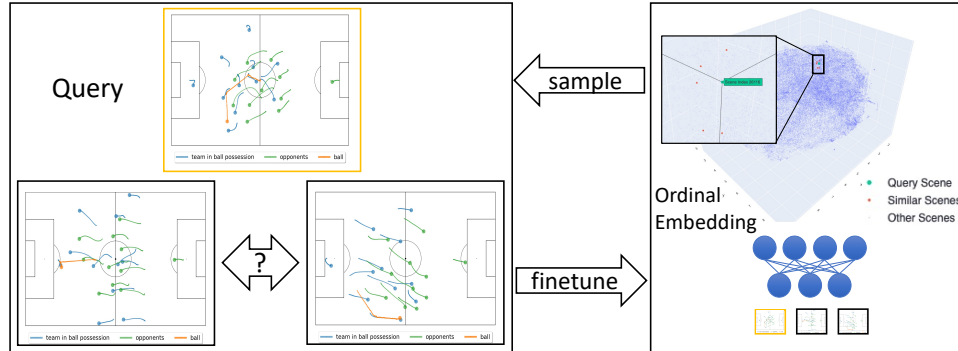 Query
team in ball possession opponents ball
team in ball possession opponents ball
team in ball possession opponents ball
?
sample
finetune
Query Scene
Similar Scenes
Other Scenes
Ordinal
Embedding